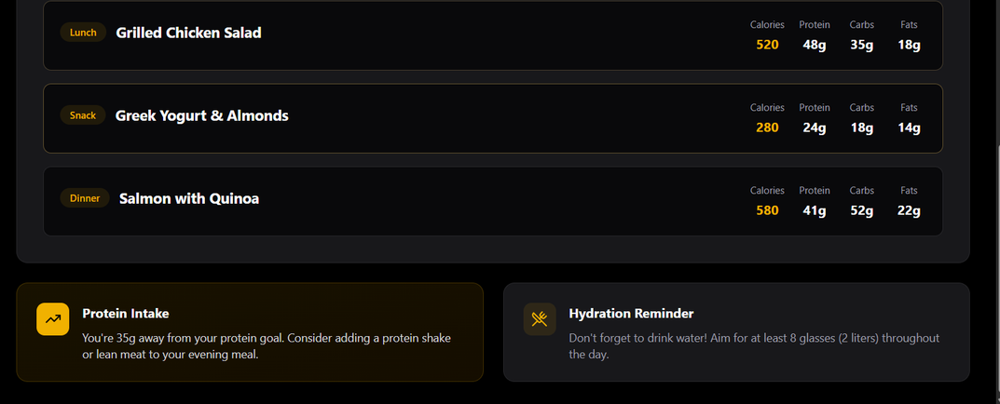 Lunch Grilled Chicken Salad Calories Protein Carbs Fats
520 48g 35g 18g
Snack Greek Yogurt & Almonds Calories Protein Carbs Fats
280 24g 18g 14g
Dinner Salmon with Quinoa Calories Protein Carbs Fats
580 41g 52g 22g
Protein Intake
You're 35g away from your protein goal. Consider adding a protein shake
or lean meat to your evening meal.
Hydration Reminder
Don't forget to drink water! Aim for at least 8 glasses (2 liters) throughout
the day.